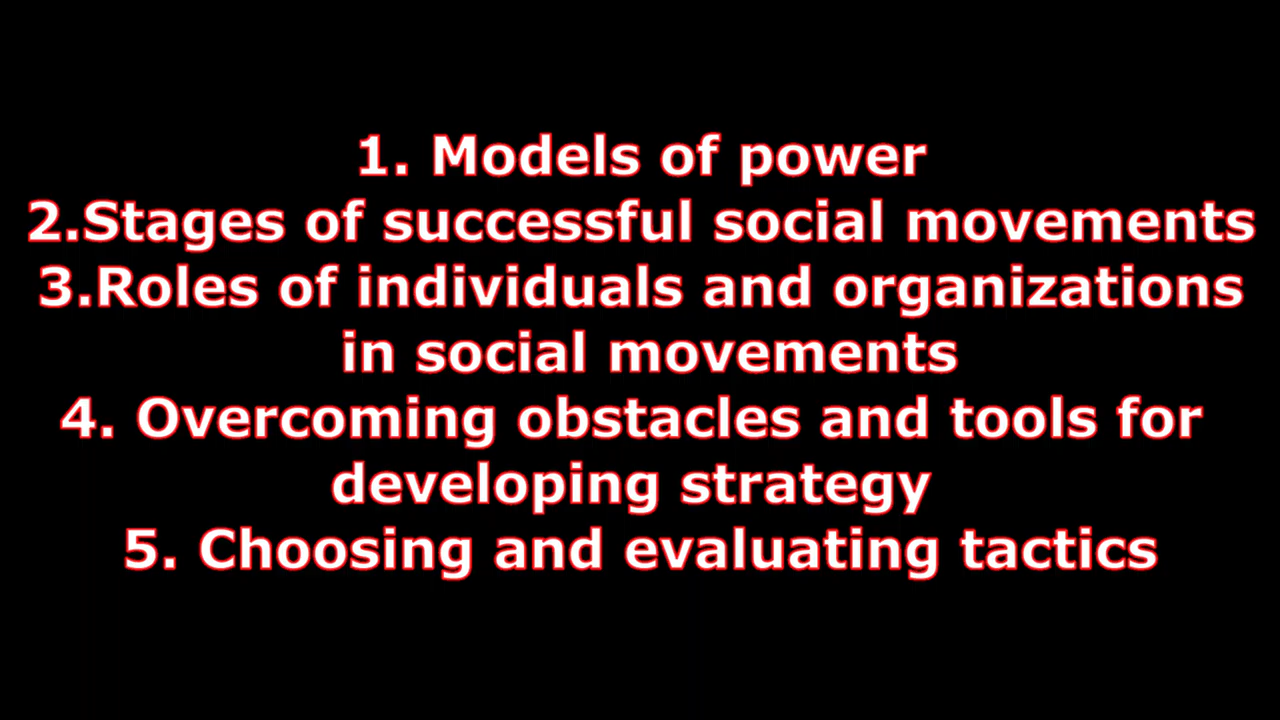 1. Models of power
2.Stages of successful social movements
3.Roles of individuals and organizations
in social movements
4. Overcoming obstacles and tools for
developing strategy
5. Choosing and evaluating tactics